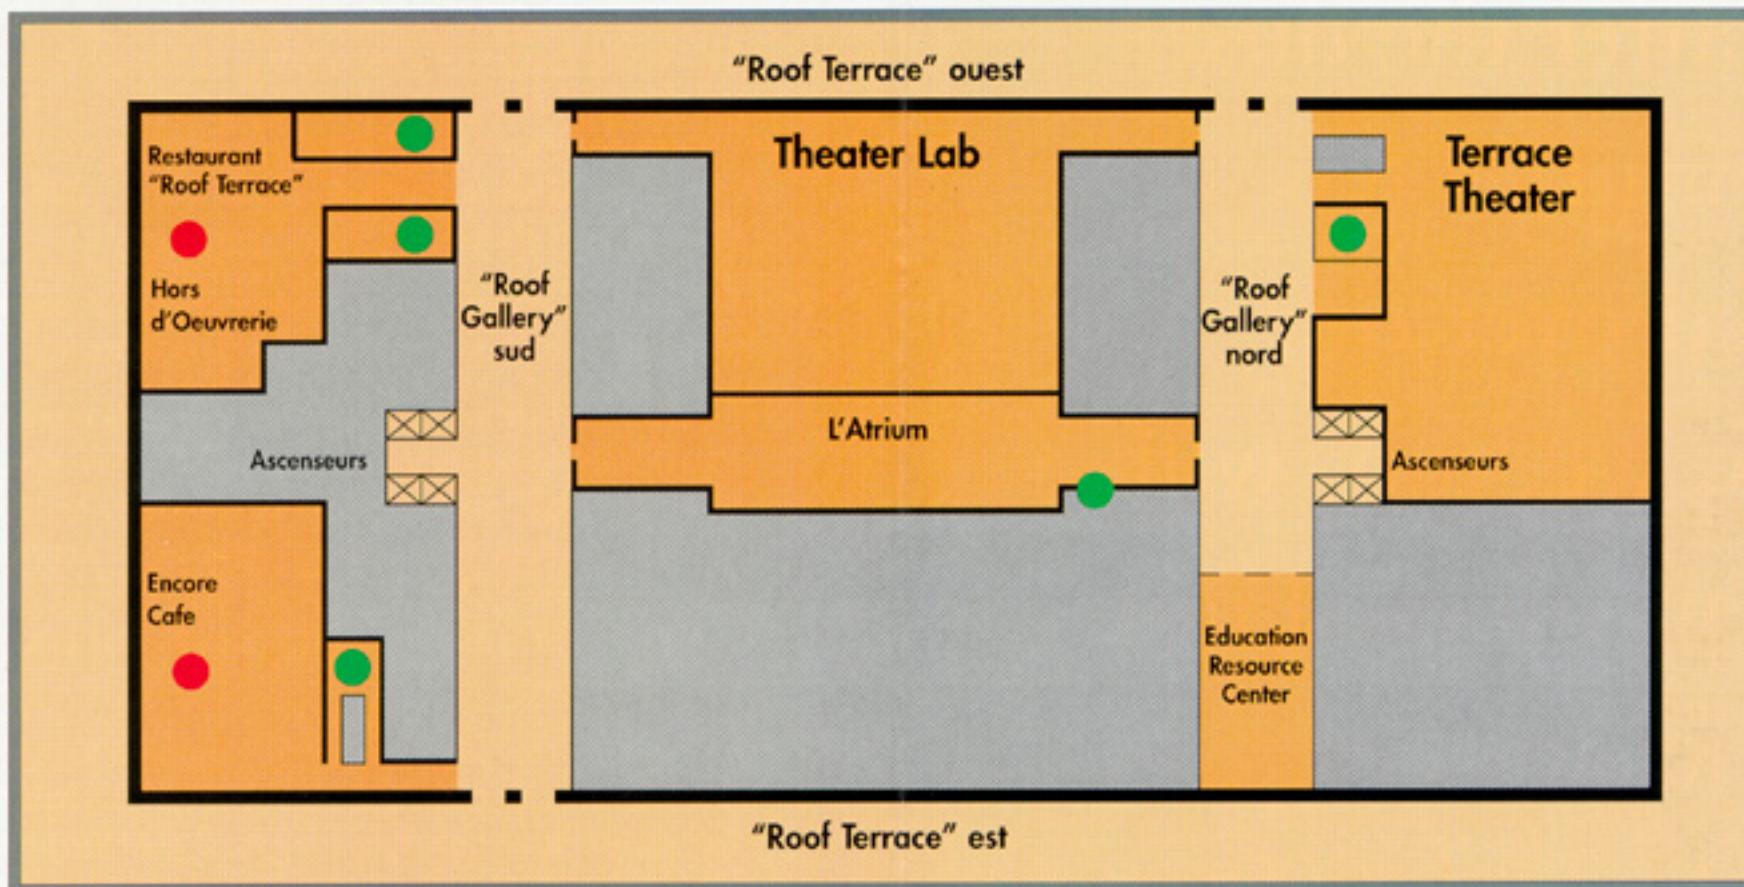 “Roof Terrace” ouest
Restaurant
“Roof Terrace”
Hors
d’Oeuvrerie
Ascenseurs
Encore
Cafe
“Roof
Gallery”
sud
Theater Lab
L’Atrium
“Roof
Gallery”
nord
Education
Resource
Center
Terrace
Theater
Ascenseurs
“Roof Terrace” est